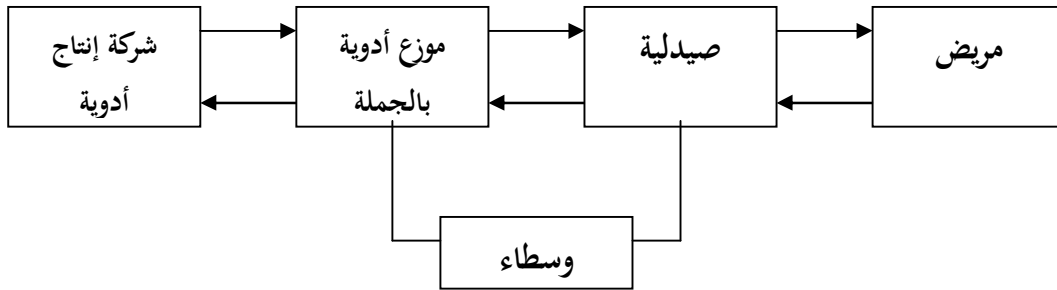 شركة إنتاج
أدوية
موزع أدوية
بالجملة
صيدلية
مريض
وسطاء